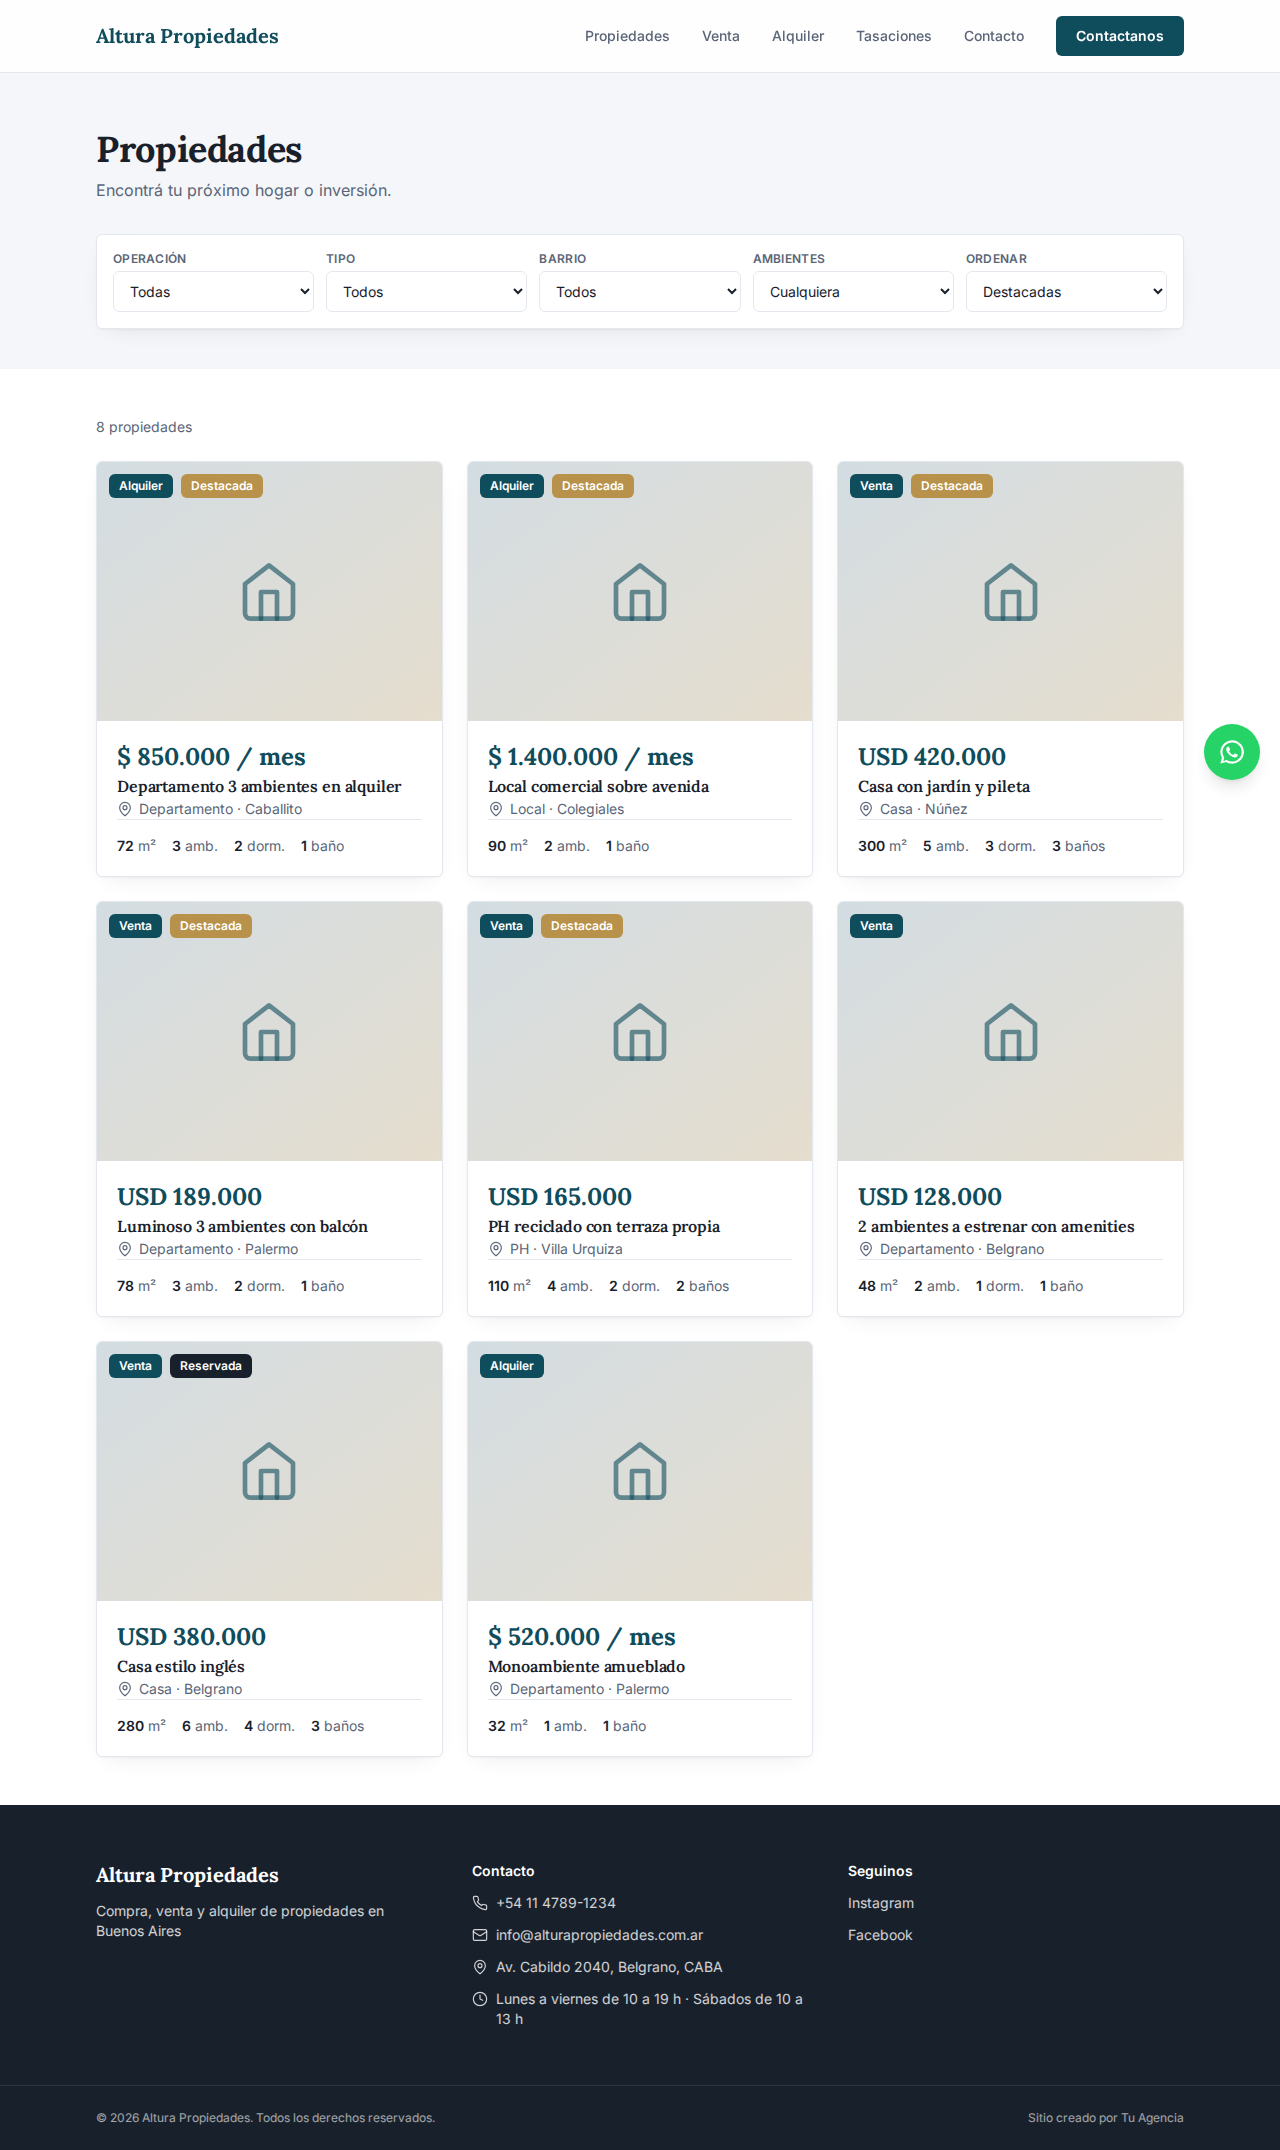 Altura Propiedades
Propiedades Venta Alquiler Tasaciones Contacto Contactanos
Propiedades
Encontrá tu próximo hogar o inversión.
OPERACIÓN TIPO BARRIO AMBIENTES ORDENAR
Todas Todos Todos Cualquiera Destacadas
8 propiedades
Alquiler Destacada
$ 850.000 / mes
Departamento 3 ambientes en alquiler
Departamento · Caballito
72 m² 3 amb. 2 dorm. 1 baño
Alquiler Destacada
$ 1.400.000 / mes
Local comercial sobre avenida
Local · Colegiales
90 m² 2 amb. 1 baño
Venta Destacada
USD 420.000
Casa con jardín y pileta
Casa · Núñez
300 m² 5 amb. 3 dorm. 3 baños
Venta Destacada
USD 189.000
Luminoso 3 ambientes con balcón
Departamento · Palermo
78 m² 3 amb. 2 dorm. 1 baño
Venta Destacada
USD 165.000
PH reciclado con terraza propia
PH · Villa Urquiza
110 m² 4 amb. 2 dorm. 2 baños
Venta
USD 128.000
2 ambientes a estrenar con amenities
Departamento · Belgrano
48 m² 2 amb. 1 dorm. 1 baño
Venta Reservada
USD 380.000
Casa estilo inglés
Casa · Belgrano
280 m² 6 amb. 4 dorm. 3 baños
Alquiler
$ 520.000 / mes
Monoambiente amueblado
Departamento · Palermo
32 m² 1 amb. 1 baño
Altura Propiedades
Compra, venta y alquiler de propiedades en
Buenos Aires
Contacto
+54 11 4789-1234
info@alturapropiedades.com.ar
Av. Cabildo 2040, Belgrano, CABA
Lunes a viernes de 10 a 19 h · Sábados de 10 a
13 h
Seguinos
Instagram
Facebook
© 2026 Altura Propiedades. Todos los derechos reservados.
Sitio creado por Tu Agencia